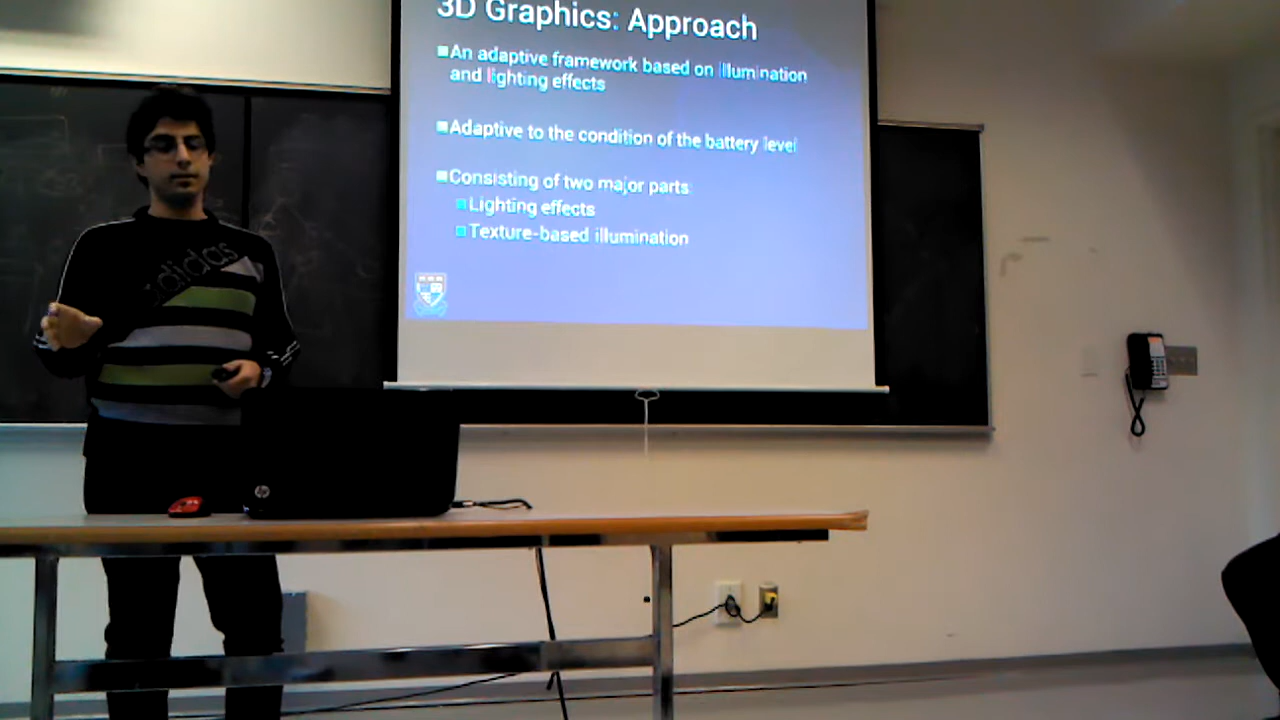 3D Graphics: Approach
An adaptive framework based on illumination
and lighting effects
Adaptive to the condition of the battery level
Consisting of two major parts
Lighting effects
Texture-based illumination
adidas
hp